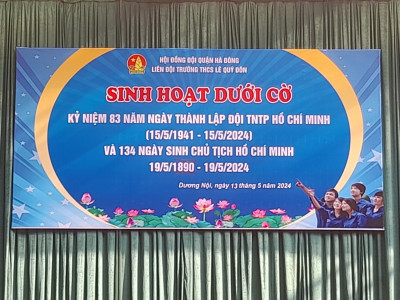 HỘI ĐỒNG ĐỘI QUẬN HÀ ĐÔNG
LIÊN ĐỘI TRƯỜNG THCS LÊ QUÝ ĐÔN
SINH HOẠT DƯỚI CỜ
KỶ NIỆM 83 NĂM NGÀY THÀNH LẬP ĐỘI TNTP HỒ CHÍ MINH
(15/5/1941 - 15/5/2024)
VÀ 134 NGÀY SINH CHỦ TỊCH HỒ CHÍ MINH
19/5/1890 - 19/5/2024
Dương Nội, ngày 13 tháng 5 năm 2024